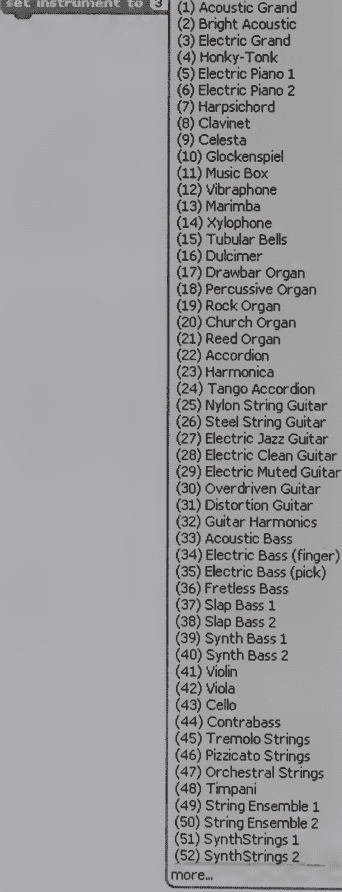 set instrument to 3
(1) Acoustic Grand
(2) Bright Acoustic
(3) Electric Grand
(4) Honky-Tonk
(5) Electric Piano 1
(6) Electric Piano 2
(7) Harpsichord
(8) Clavinet
(9) Celesta
(10) Glockenspiel
(11) Music Box
(12) Vibraphone
(13) Marimba
(14) Xylophone
(15) Tubular Bells
(16) Dulcimer
(17) Drawbar Organ
(18) Percussive Organ
(19) Rock Organ
(20) Church Organ
(21) Reed Organ
(22) Accordion
(23) Harmonica
(24) Tango Accordion
(25) Nylon String Guitar
(26) Steel String Guitar
(27) Electric Jazz Guitar
(28) Electric Clean Guitar
(29) Electric Muted Guitar
(30) Overdriven Guitar
(31) Distortion Guitar
(32) Guitar Harmonics
(33) Acoustic Bass
(34) Electric Bass (finger)
(35) Electric Bass (pick)
(36) Fretless Bass
(37) Slap Bass 1
(38) Slap Bass 2
(39) Synth Bass 1
(40) Synth Bass 2
(41) Violin
(42) Viola
(43) Cello
(44) Contrabass
(45) Tremolo Strings
(46) Pizzicato Strings
(47) Orchestral Strings
(48) Timpani
(49) String Ensemble 1
(50) String Ensemble 2
(51) SynthStrings 1
(52) SynthStrings 2
more...